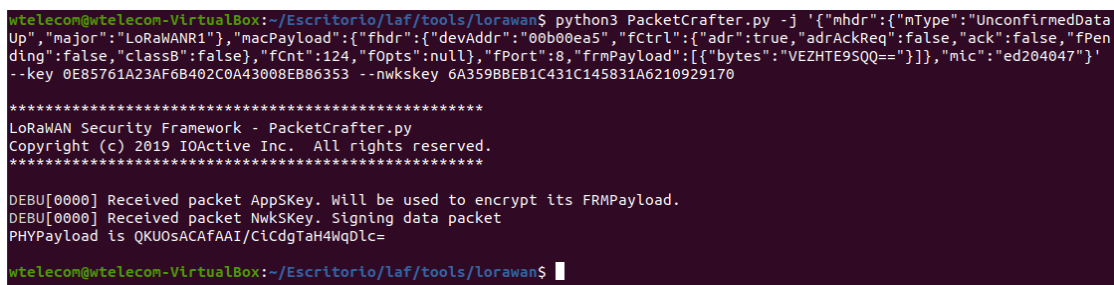 wtelecom@wtelecom-VirtualBox:~/Escritorio/laf/tools/lorawan$ python3 PacketCrafter.py -j '{"mhdr":{"mType":"UnconfirmedData
Up","major":"LoRaWANR1"},"macPayload":{"fhdr":{"devAddr":"00b00ea5","fCtrl":{"adr":true,"adrAckReq":false,"ack":false,"fPen
ding":false,"classB":false},"fCnt":124,"fOpts":null},"fPort":8,"frmPayload":[{"bytes":"VEZHTE9SQQ=="}]},"mic":"ed204047"}'
--key 0E85761A23AF6B402C0A43008EB86353 --nwkskey 6A359BBEB1C431C145831A6210929170
*****************************************************
LoRaWAN Security Framework - PacketCrafter.py
Copyright (c) 2019 IOActive Inc.  All rights reserved.
*****************************************************
DEBU[0000] Received packet AppSKey. Will be used to encrypt its FRMPayload.
DEBU[0000] Received packet NwkSKey. Signing data packet
PHYPayload is QKUOsACAfAAI/CiCdgTaH4WqDlc=
wtelecom@wtelecom-VirtualBox:~/Escritorio/laf/tools/lorawan$